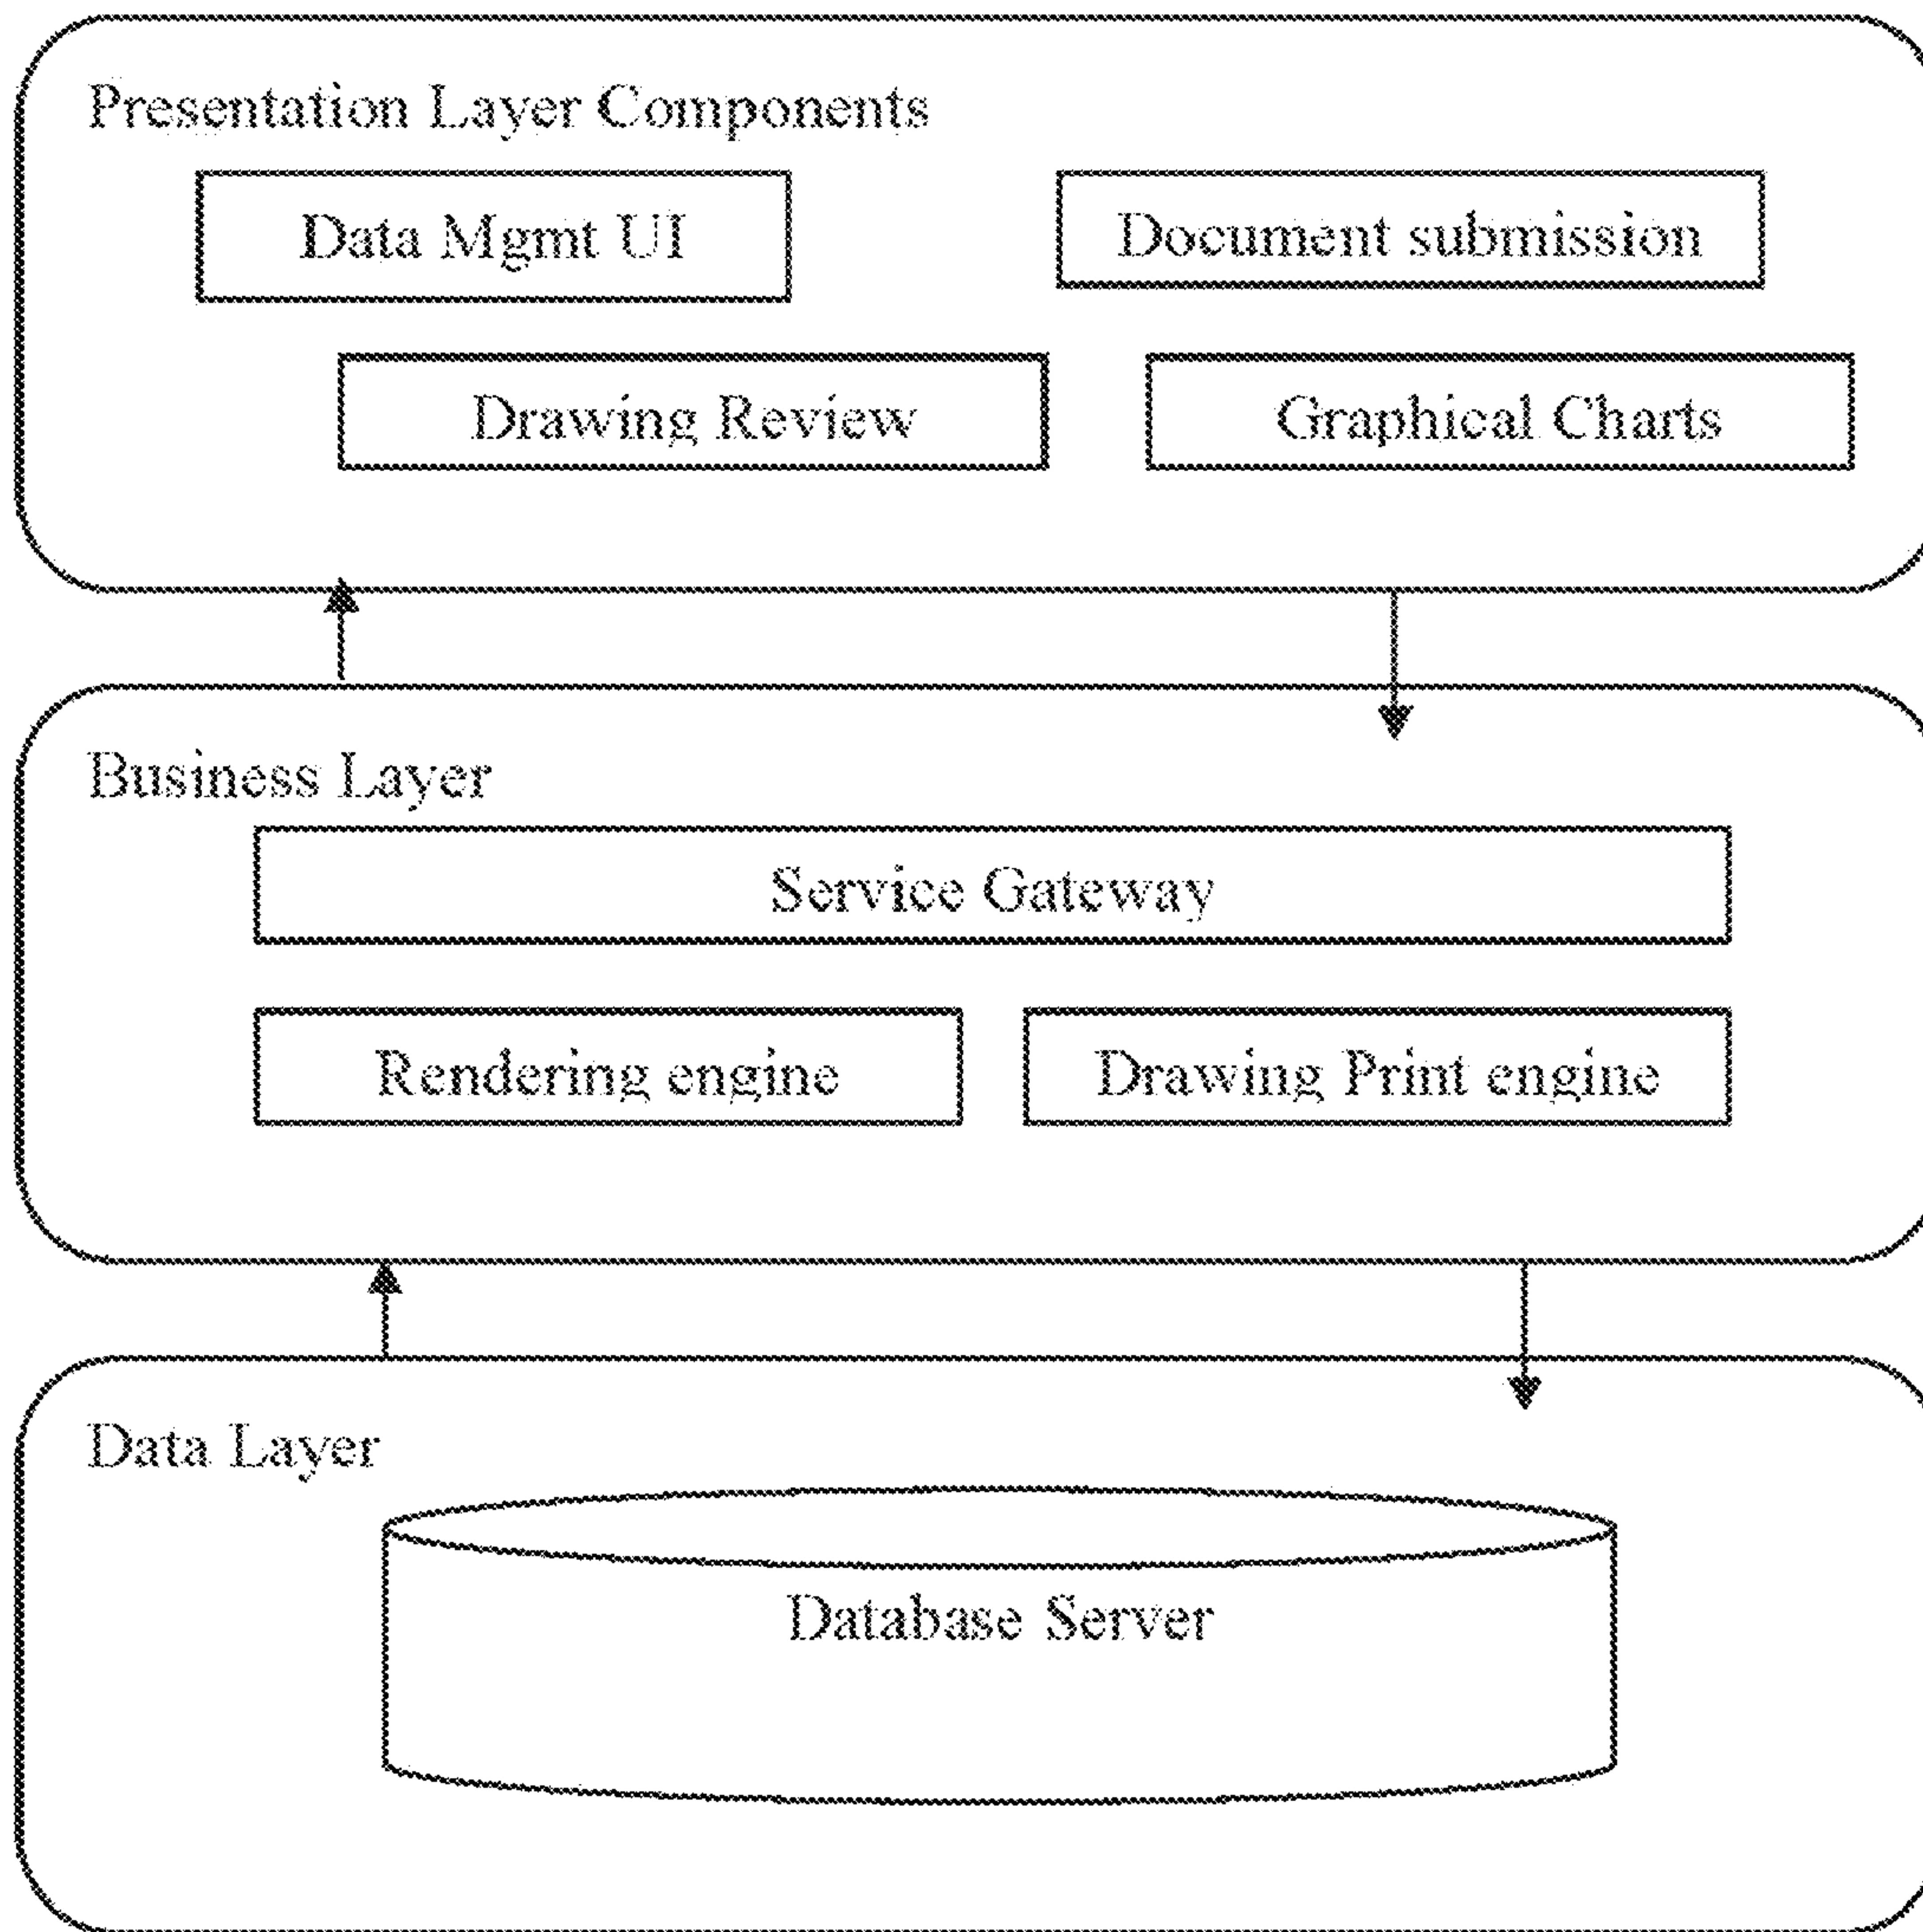 Presentation Layer Components
Data Mgmt UI
Document submission
Drawing Review
Graphical Charts
Business Layer
Service Gateway
Rendering engine
Drawing Print engine
Data Layer
Database Server